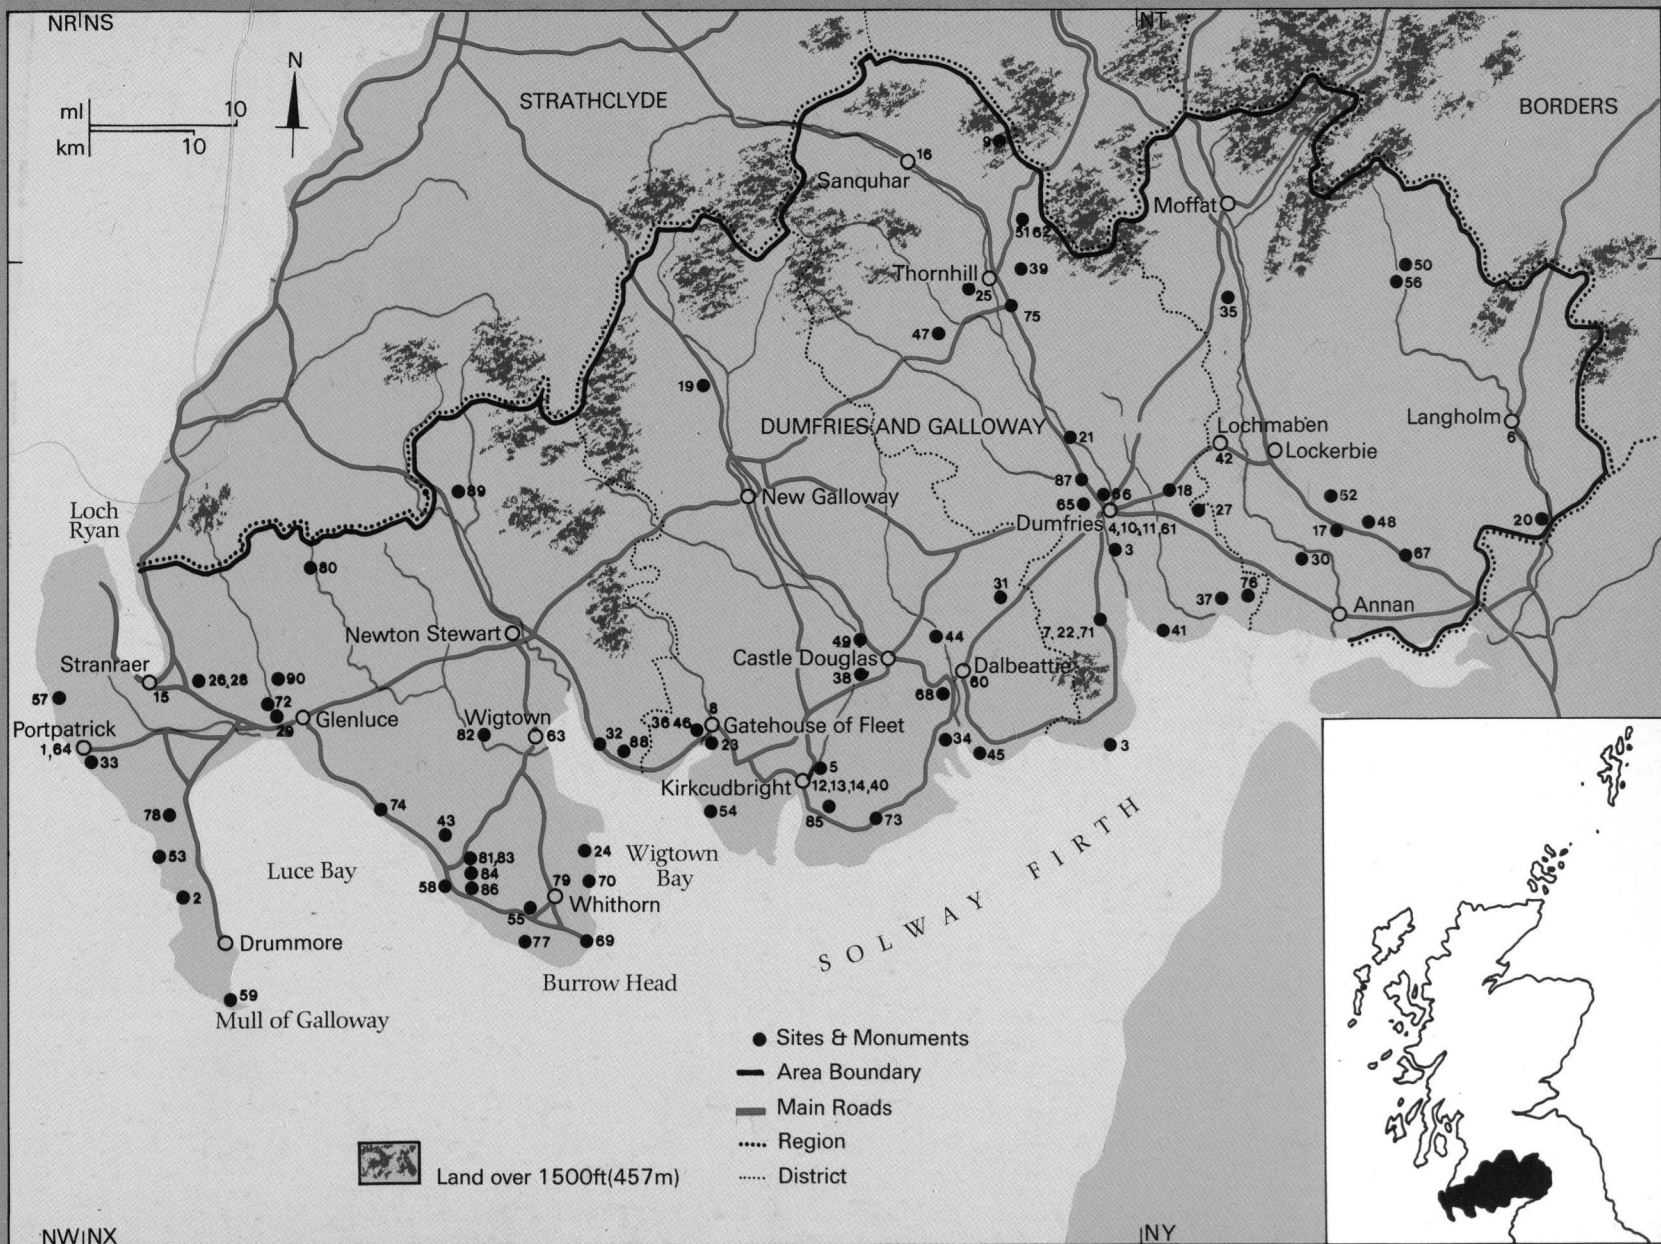 NR|NS
NT
N
ml 10
km 10
STRATHCLYDE
BORDERS
9
16
Sanquhar
Moffat
51 62
39
Thornhill
25
50
56
35
75
47
19
DUMFRIES AND GALLOWAY
21
Lochmaben
42
Lockerbie
Langholm
6
87
66
18
65
27
52
48
17
20
Dumfries
4,10,11,61
3
30
67
89
New Galloway
Loch
Ryan
80
31
37
76
Annan
41
7,22,71
Newton Stewart
49
44
Castle Douglas
38
Dalbeattie
60
68
Stranraer
15
26,28
90
72
29
Glenluce
57
Portpatrick
1,64
33
Wigtown
82
63
32
88
36 46
8
Gatehouse of Fleet
23
34
45
3
Kirkcudbright
5
12,13,14,40
54
85
73
78
74
43
53
81,83
84
86
58
24
70
Wigtown
Bay
Luce Bay
2
79
Whithorn
55
77
69
Drummore
Burrow Head
59
Mull of Galloway
SOLWAY FIRTH
Sites & Monuments
Area Boundary
Main Roads
Region
District
Land over 1500ft(457m)
NW|NX
|NY